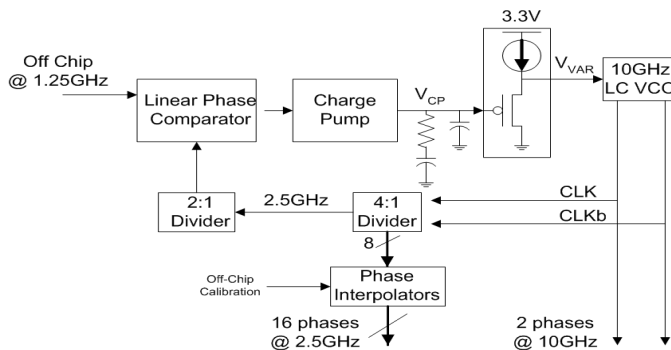 3.3V
Off Chip
@ 1.25GHz
Linear Phase
Comparator
Charge
Pump
VCP
VVAR
10GHz
LC VCO
2:1
Divider
2.5GHz
4:1
Divider
CLK
CLKb
8
Off-Chip
Calibration
Phase
Interpolators
16 phases
@ 2.5GHz
2 phases
@ 10GHz